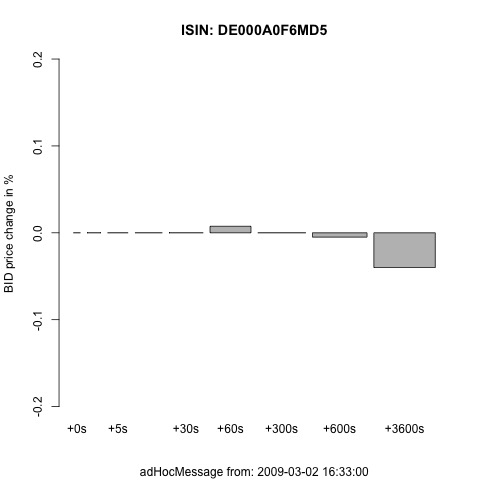 ISIN: DE000A0F6MD5
0.2
0.1
0.0
-0.1
-0.2
BID price change in %
+0s +5s +30s +60s +300s +600s +3600s
adHocMessage from: 2009-03-02 16:33:00